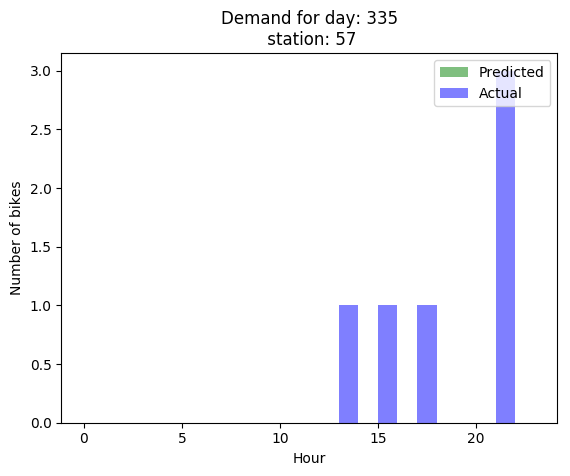 Demand for day: 335
station: 57
3.0
2.5
2.0
1.5
1.0
0.5
0.0
Number of bikes
Predicted
Actual
0 5 10 15 20
Hour